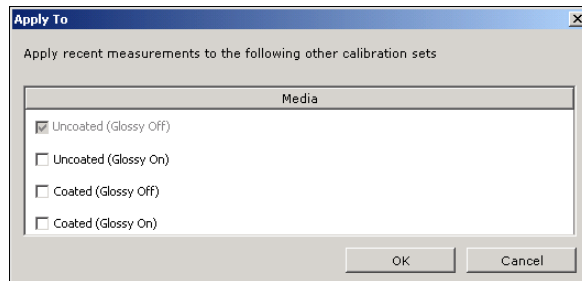 Apply To
Apply recent measurements to the following other calibration sets
Media
Uncoated (Glossy Off)
Uncoated (Glossy On)
Coated (Glossy Off)
Coated (Glossy On)
OK Cancel